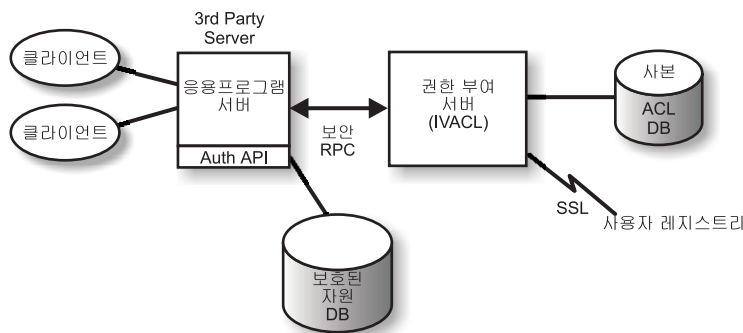 3rd Party
Server
클라이언트
클라이언트
응용프로그램
서버
Auth API
보안
RPC
권한 부여
서버
(IVACL)
사본
ACL
DB
SSL
사용자 레지스트리
보호된
자원
DB